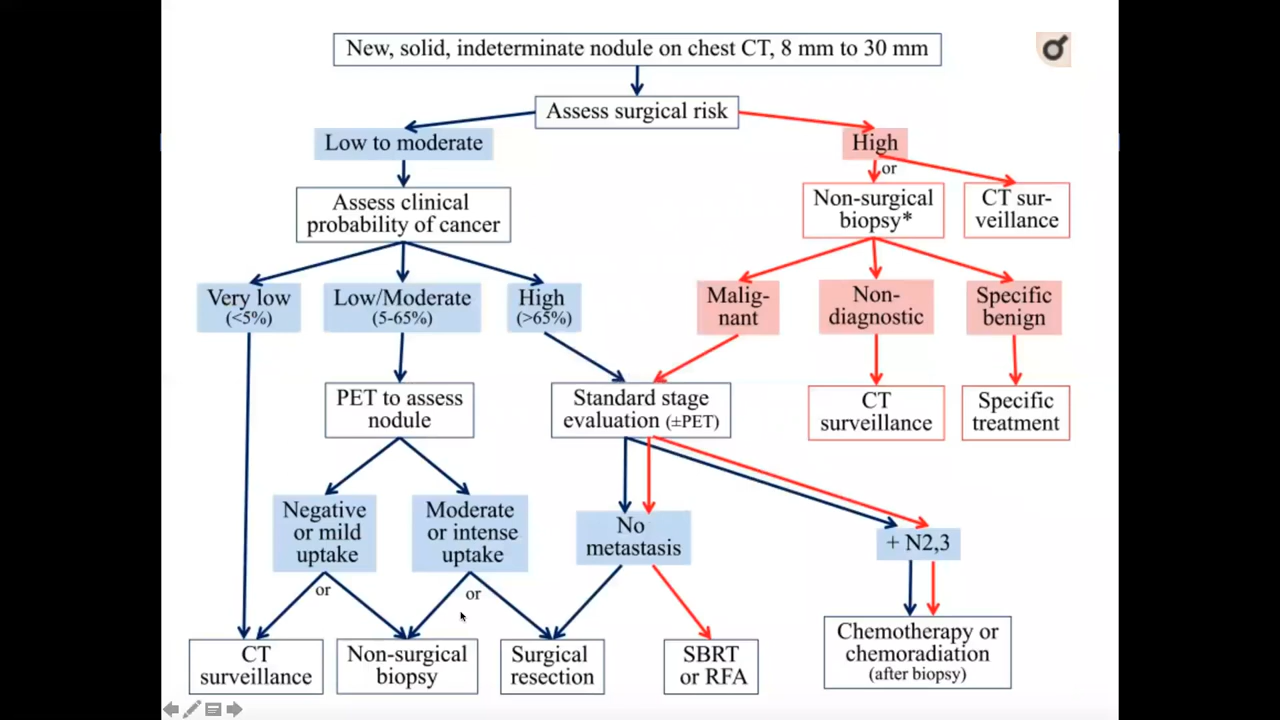 New, solid, indeterminate nodule on chest CT, 8 mm to 30 mm
Assess surgical risk
Low to moderate
High
or
Assess clinical
probability of cancer
Non-surgical
biopsy*
CT sur-
veillance
Very low
(<5%)
Low/Moderate
(5-65%)
High
(>65%)
Malig-
nant
Non-
diagnostic
Specific
benign
PET to assess
nodule
Standard stage
evaluation (±PET)
CT
surveillance
Specific
treatment
Negative
or mild
uptake
Moderate
or intense
uptake
No
metastasis
+ N2,3
or
or
CT
surveillance
Non-surgical
biopsy
Surgical
resection
SBRT
or RFA
Chemotherapy or
chemoradiation
(after biopsy)